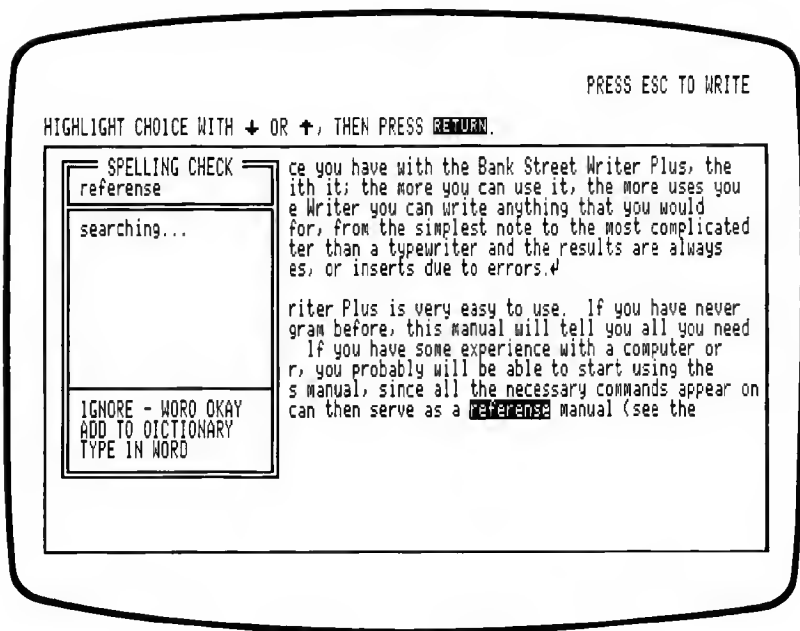 PRESS ESC TO WRITE
HIGHLIGHT CHOICE WITH ↓ OR ↑, THEN PRESS RETURN.
SPELLING CHECK
referense
searching...
IGNORE - WORD OKAY
ADD TO DICTIONARY
TYPE IN WORD
ce you have with the Bank Street Writer Plus, the
ith it; the more you can use it, the more uses you
e Writer you can write anything that you would
for, from the simplest note to the most complicated
ter than a typewriter and the results are always
es, or inserts due to errors.↲
riter Plus is very easy to use.  If you have never
gram before, this manual will tell you all you need
If you have some experience with a computer or
r, you probably will be able to start using the
s manual, since all the necessary commands appear on
can then serve as a referense manual (see the